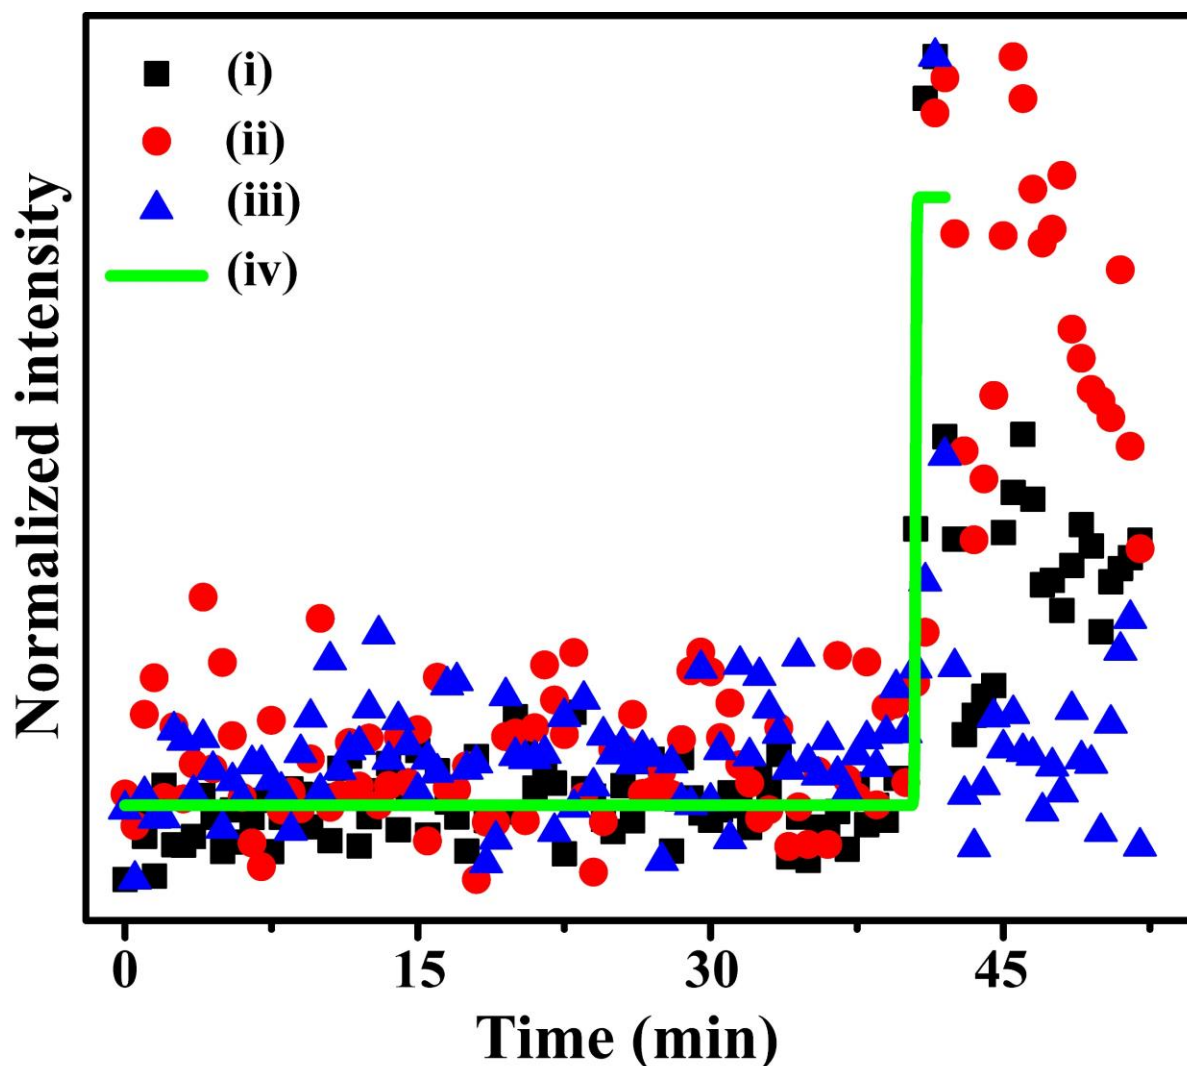 (i)
(ii)
(iii)
(iv)
Normalized intensity
0 15 30 45
Time (min)